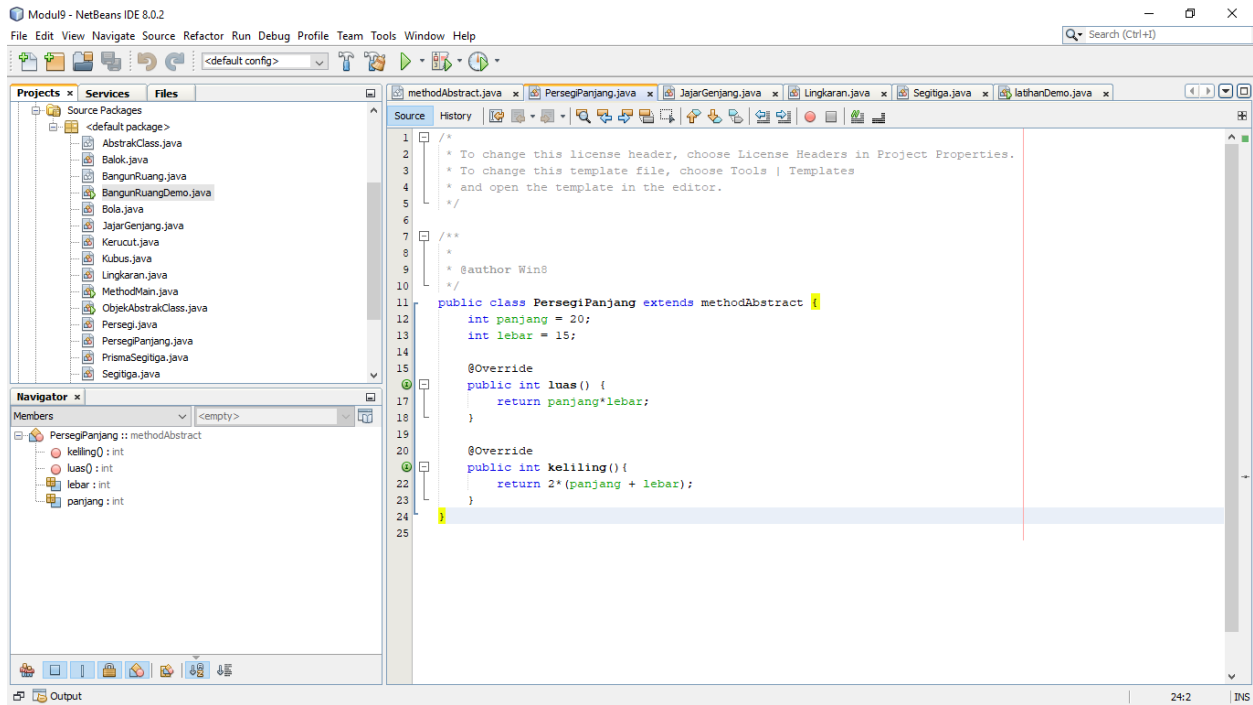 Modul9 - NetBeans IDE 8.0.2
File Edit View Navigate Source Refactor Run Debug Profile Team Tools Window Help
Search (Ctrl+I)
<default config>
Projects Services Files
Source Packages
<default package>
AbstrakClass.java
Balok.java
BangunRuang.java
BangunRuangDemo.java
Bola.java
JajarGenjang.java
Kerucut.java
Kubus.java
Lingkaran.java
MethodMain.java
ObjekAbstrakClass.java
Persegi.java
PersegiPanjang.java
PrismaSegitiga.java
Segitiga.java
Navigator
Members <empty>
PersegiPanjang :: methodAbstract
keliling() : int
luas() : int
lebar : int
panjang : int
methodAbstract.java PersegiPanjang.java JajarGenjang.java Lingkaran.java Segitiga.java latihanDemo.java
Source History
1 /*
2 * To change this license header, choose License Headers in Project Properties.
3 * To change this template file, choose Tools | Templates
4 * and open the template in the editor.
5 */
6
7 /**
8 *
9 * @author Win8
10 */
11 public class PersegiPanjang extends methodAbstract {
12 int panjang = 20;
13 int lebar = 15;
14
15 @Override
public int luas() {
17 return panjang*lebar;
18 }
19
20 @Override
public int keliling(){
22 return 2*(panjang + lebar);
23 }
24 }
25
Output
24:2 INS